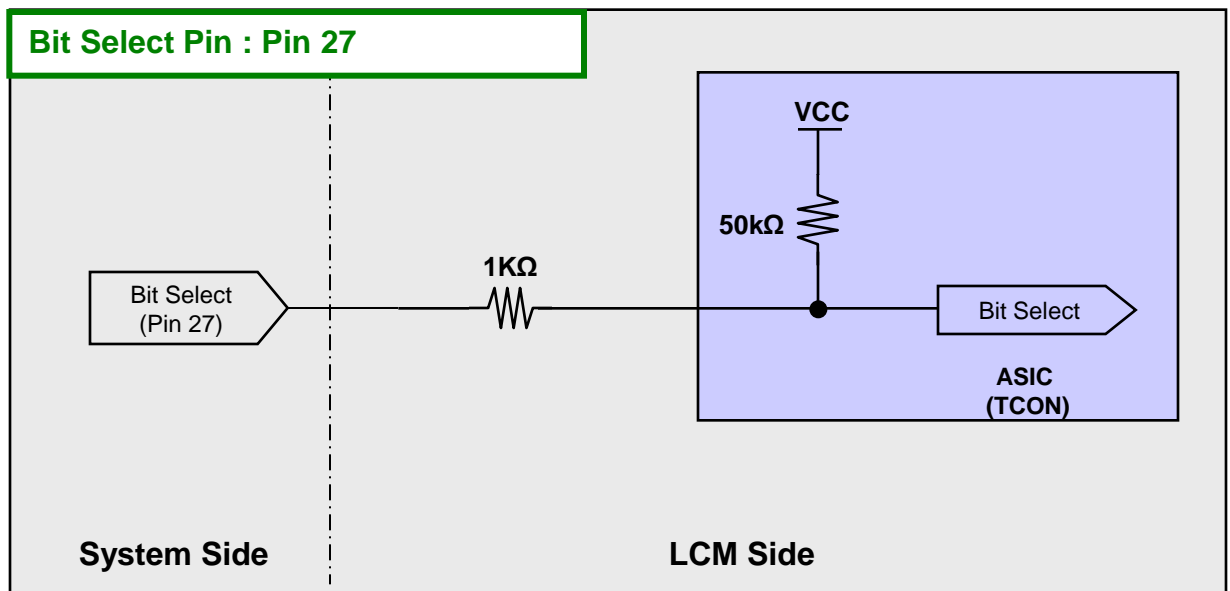 Bit Select Pin : Pin 27
VCC
50kΩ
1KΩ
Bit Select
(Pin 27)
Bit Select
ASIC
(TCON)
System Side
LCM Side